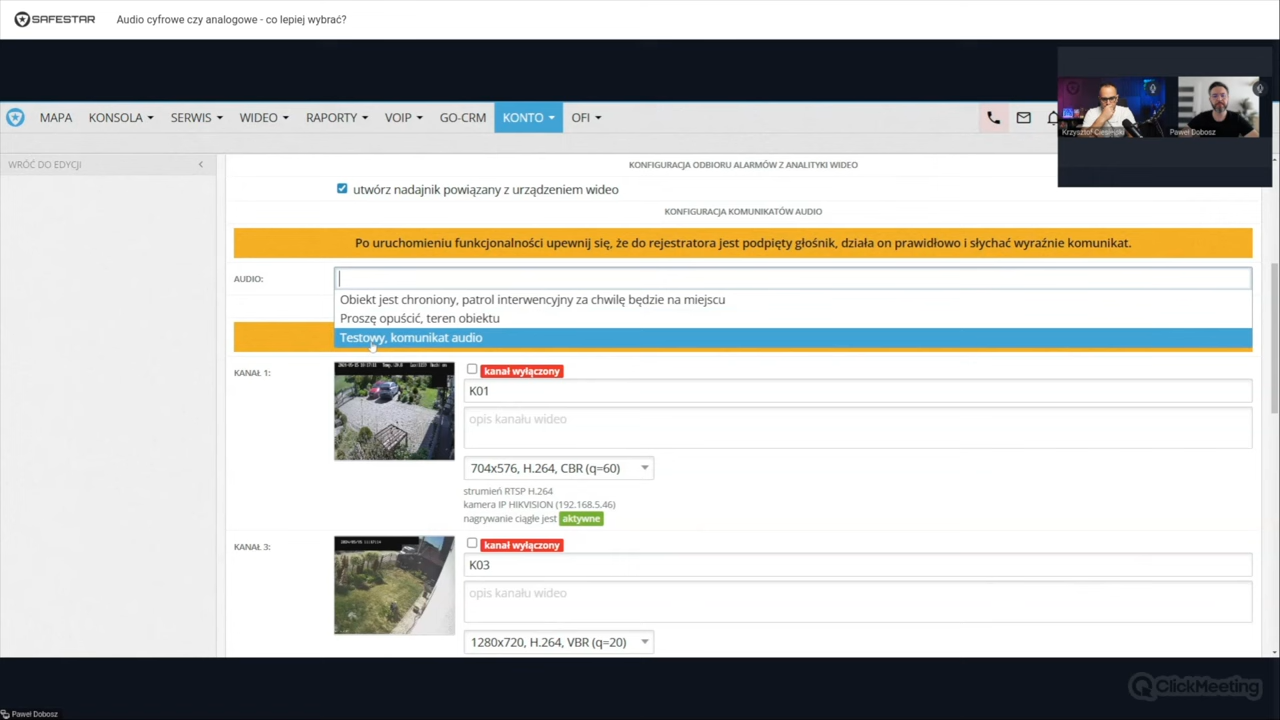 SAFESTAR
Audio cyfrowe czy analogowe - co lepiej wybrać?
Krzysztof Ciesielski
Paweł Dobosz
MAPA KONSOLA SERWIS WIDEO RAPORTY VOIP GO-CRM KONTO OFI
WRÓĆ DO EDYCJI
KONFIGURACJA ODBIORU ALARMÓW Z ANALITYKI WIDEO
utwórz nadajnik powiązany z urządzeniem wideo
KONFIGURACJA KOMUNIKATÓW AUDIO
Po uruchomieniu funkcjonalności upewnij się, że do rejestratora jest podpięty głośnik, działa on prawidłowo i słychać wyraźnie komunikat.
AUDIO:
Obiekt jest chroniony, patrol interwencyjny za chwilę będzie na miejscu
Proszę opuścić, teren obiektu
Testowy, komunikat audio
KANAŁ 1:
kanał wyłączony
K01
opis kanału wideo
704x576, H.264, CBR (q=60)
strumień RTSP H.264
kamera IP HIKVISION (192.168.5.46)
nagrywanie ciągłe jest aktywne
KANAŁ 3:
kanał wyłączony
K03
opis kanału wideo
1280x720, H.264, VBR (q=20)
ClickMeeting
Paweł Dobosz